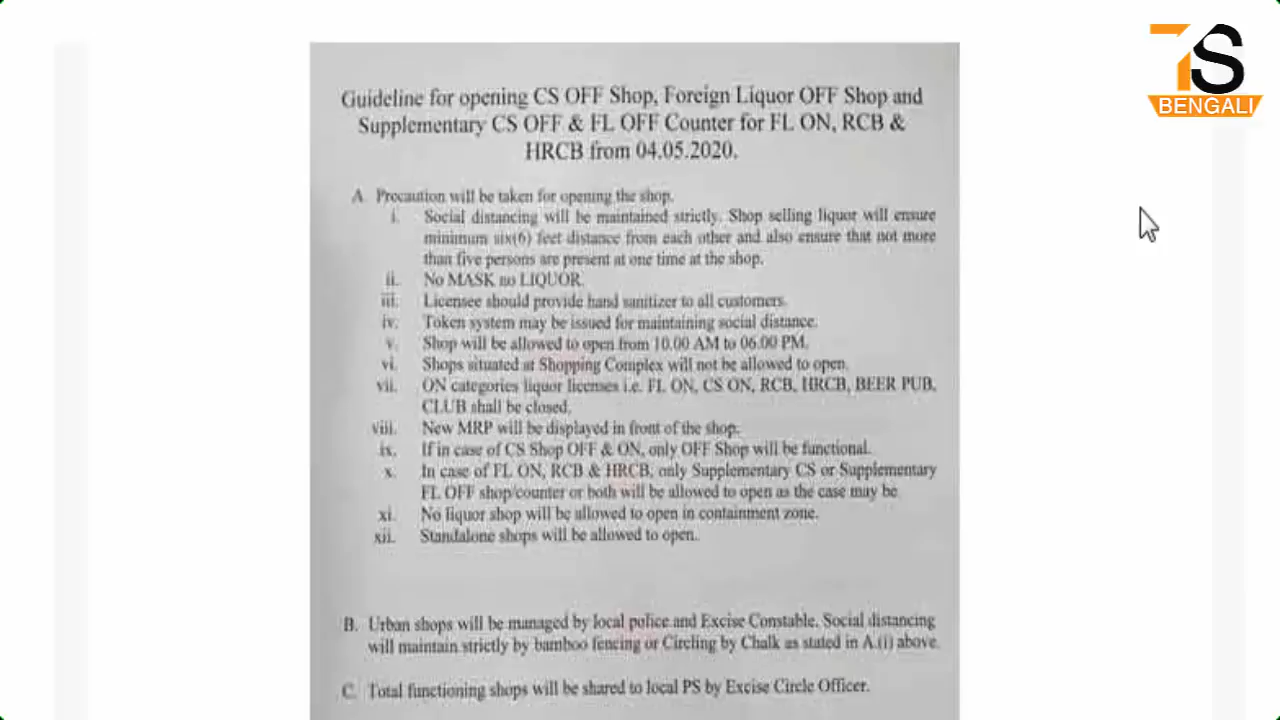 7S
BENGALI
Guideline for opening CS OFF Shop, Foreign Liquor OFF Shop and
Supplementary CS OFF & FL OFF Counter for FL ON, RCB &
HRCB from 04.05.2020.
A. Precaution will be taken for opening the shop.
i. Social distancing will be maintained strictly. Shop selling liquor will ensure
minimum six(6) feet distance from each other and also ensure that not more
than five persons are present at one time at the shop.
ii. No MASK no LIQUOR.
iii. Licensee should provide hand sanitizer to all customers.
iv. Token system may be issued for maintaining social distance.
v. Shop will be allowed to open from 10.00 AM to 06.00 PM.
vi. Shops situated at Shopping Complex will not be allowed to open.
vii. ON categories liquor licenses i.e. FL ON, CS ON, RCB, HRCB, BEER PUB,
CLUB shall be closed.
viii. New MRP will be displayed in front of the shop.
ix. If in case of CS Shop OFF & ON, only OFF Shop will be functional.
x. In case of FL ON, RCB & HRCB, only Supplementary CS or Supplementary
FL OFF shop/counter or both will be allowed to open as the case may be
xi. No liquor shop will be allowed to open in containment zone.
xii. Standalone shops will be allowed to open.
B. Urban shops will be managed by local police and Excise Constable. Social distancing
will maintain strictly by bamboo fencing or Circling by Chalk as stated in A.(i) above.
C. Total functioning shops will be shared to local PS by Excise Circle Officer.